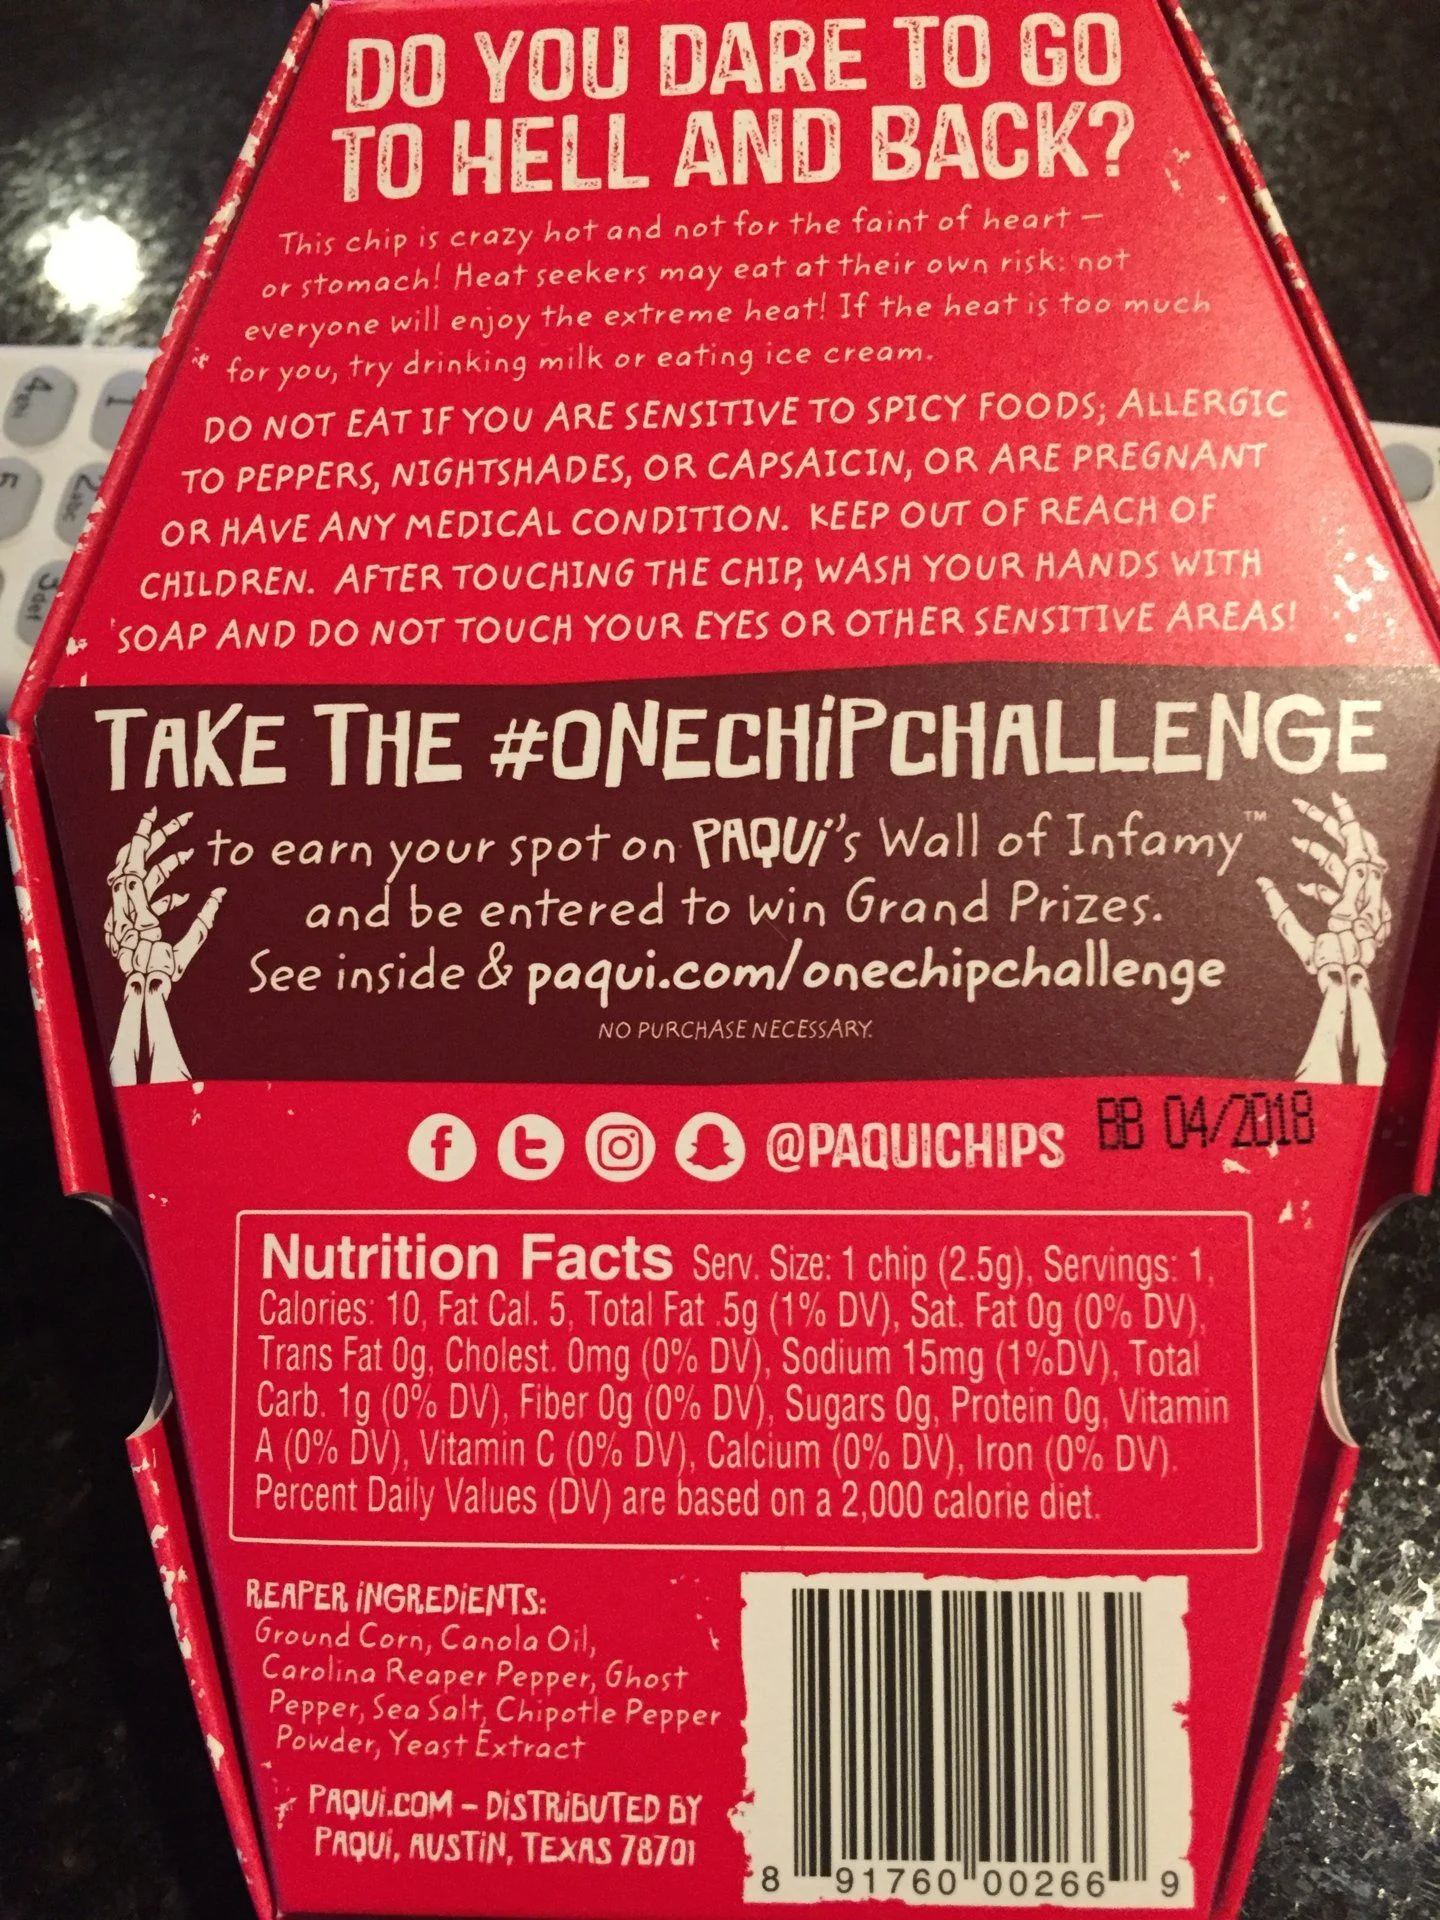 DO YOU DARE TO GO
TO HELL AND BACK?
This chip is crazy hot and not for the faint of heart –
or stomach! Heat seekers may eat at their own risk: not
everyone will enjoy the extreme heat! If the heat is too much
for you, try drinking milk or eating ice cream.
DO NOT EAT IF YOU ARE SENSITIVE TO SPICY FOODS; ALLERGIC
TO PEPPERS, NIGHTSHADES, OR CAPSAICIN, OR ARE PREGNANT
OR HAVE ANY MEDICAL CONDITION. KEEP OUT OF REACH OF
CHILDREN. AFTER TOUCHING THE CHIP, WASH YOUR HANDS WITH
SOAP AND DO NOT TOUCH YOUR EYES OR OTHER SENSITIVE AREAS!
TAKE THE #ONECHiPCHALLENGE
to earn your spot on PAQUi's Wall of Infamy™
and be entered to win Grand Prizes.
See inside & paqui.com/onechipchallenge
NO PURCHASE NECESSARY.
@PAQUICHIPS
BB 04/2018
Nutrition Facts Serv. Size: 1 chip (2.5g), Servings: 1,
Calories: 10, Fat Cal. 5, Total Fat .5g (1% DV), Sat. Fat 0g (0% DV),
Trans Fat 0g, Cholest. 0mg (0% DV), Sodium 15mg (1%DV), Total
Carb. 1g (0% DV), Fiber 0g (0% DV), Sugars 0g, Protein 0g, Vitamin
A (0% DV), Vitamin C (0% DV), Calcium (0% DV), Iron (0% DV).
Percent Daily Values (DV) are based on a 2,000 calorie diet.
REAPER iNGREDiENTS:
Ground Corn, Canola Oil,
Carolina Reaper Pepper, Ghost
Pepper, Sea Salt, Chipotle Pepper
Powder, Yeast Extract
PAQUi.COM – DiSTRiBUTED BY
PAQUi, AUSTiN, TEXAS 78701
8 91760 00266 9
1
2 abc
3 def
4
5